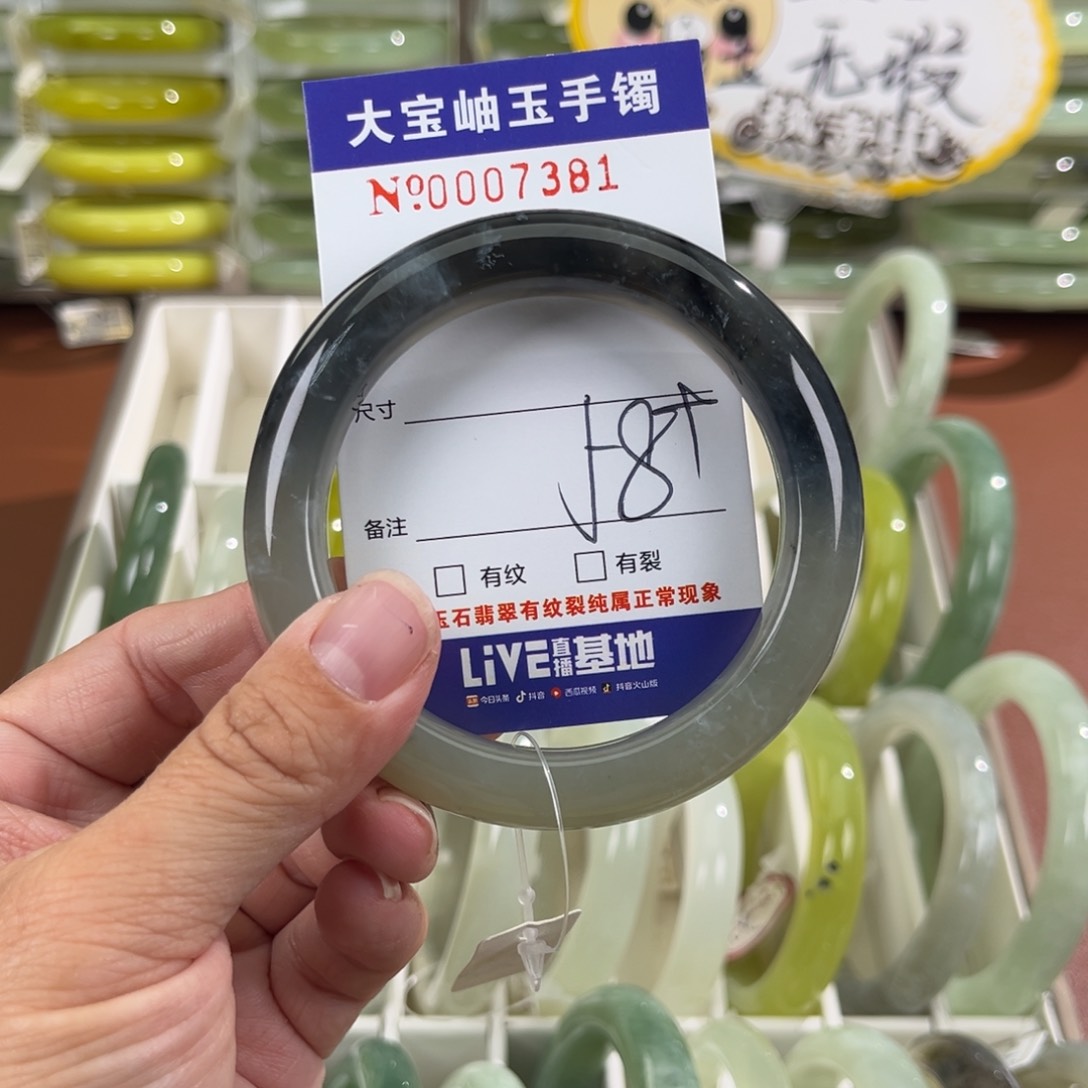 无瑕
大宝岫玉手镯
Nº0007381
尺寸
58+
备注
□ 有纹 □ 有裂
玉石翡翠有纹裂纯属正常现象
LiVE直播基地
今日头条 抖音 西瓜视频 抖音火山版